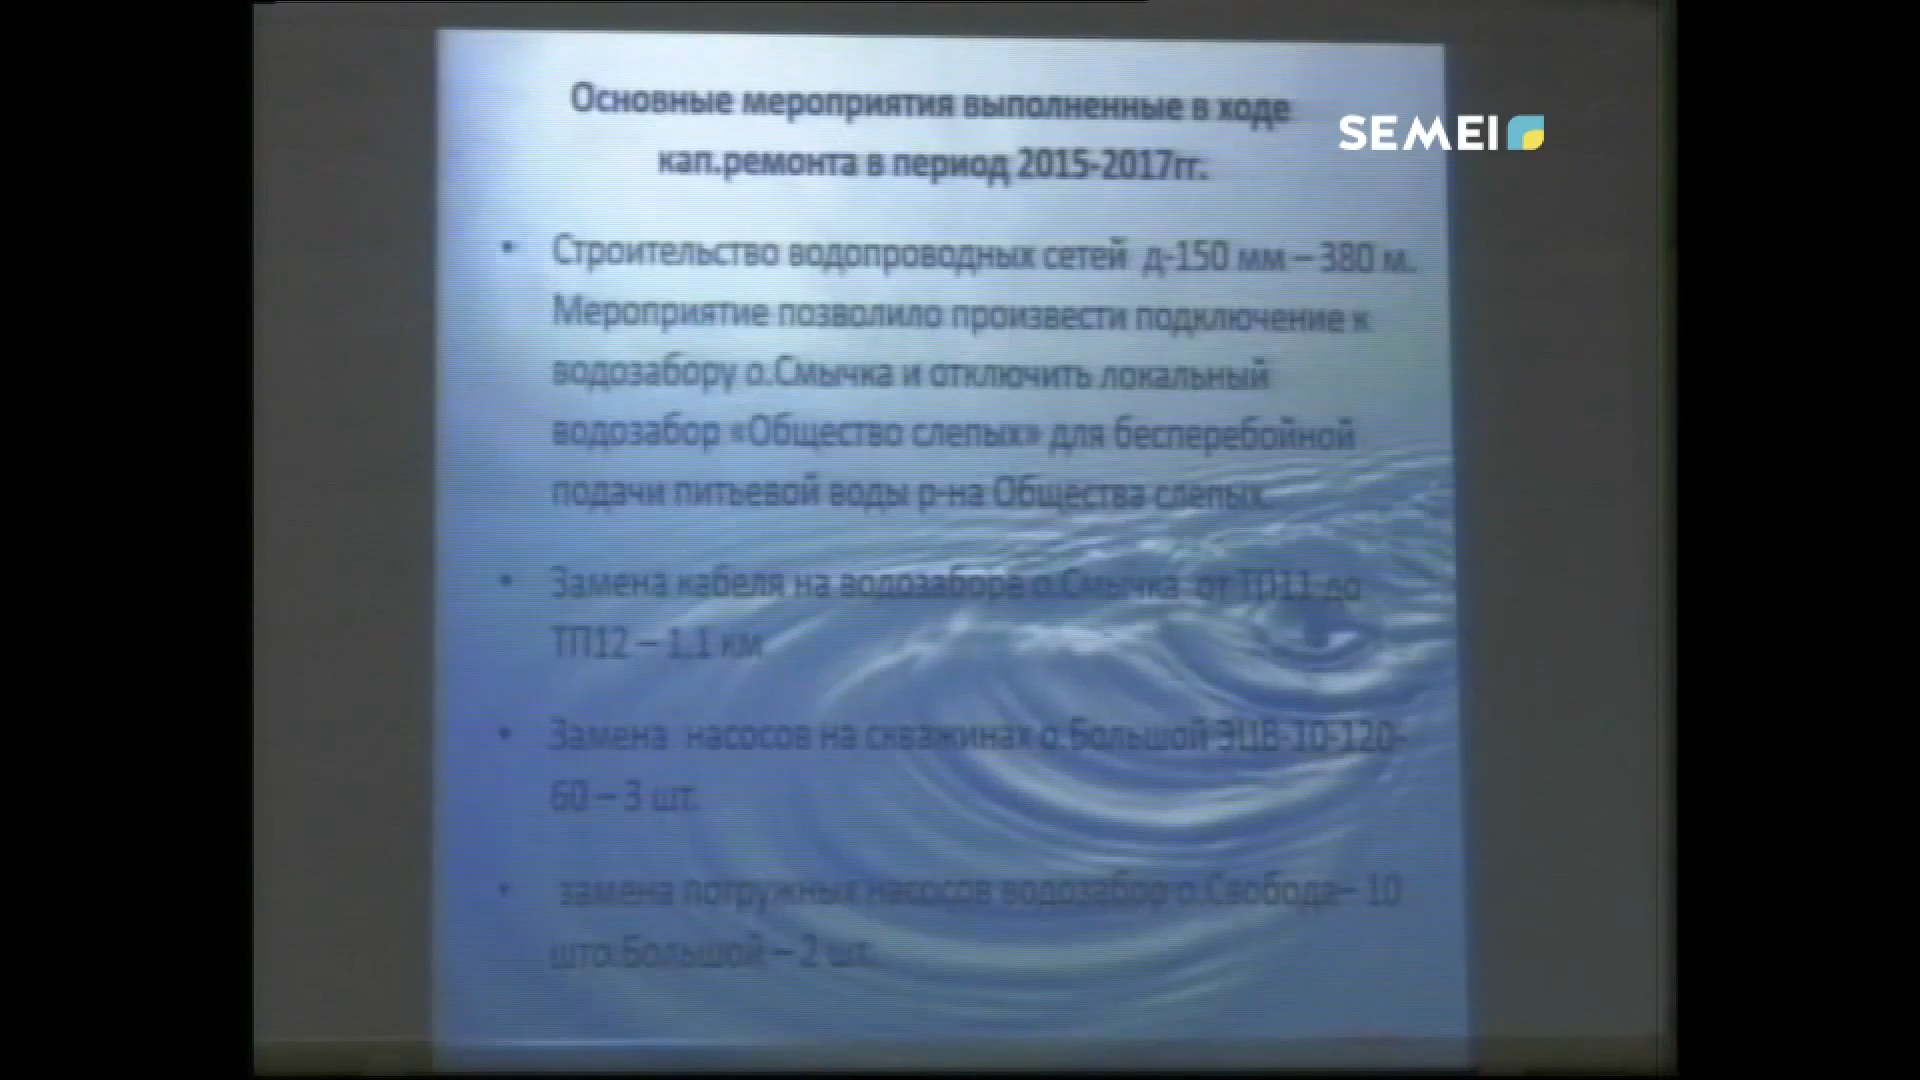 Основные мероприятия выполненные в ходе
кап.ремонта в период 2015-2017гг.
SEMEI
• Строительство водопроводных сетей д-150 мм – 380 м.
Мероприятие позволило произвести подключение к
водозабору о.Смычка и отключить локальный
водозабор «Общество слепых» для бесперебойной
подачи питьевой воды р-на Общества слепых.
• Замена кабеля на водозаборе о.Смычка от ТП11 до
ТП12 – 1,1 км
• Замена насосов на скважинах о.Большой ЭЦВ-10-120-
60 – 3 шт.
• замена погружных насосов водозабор о.Свобода– 10
што.Большой – 2 шт.